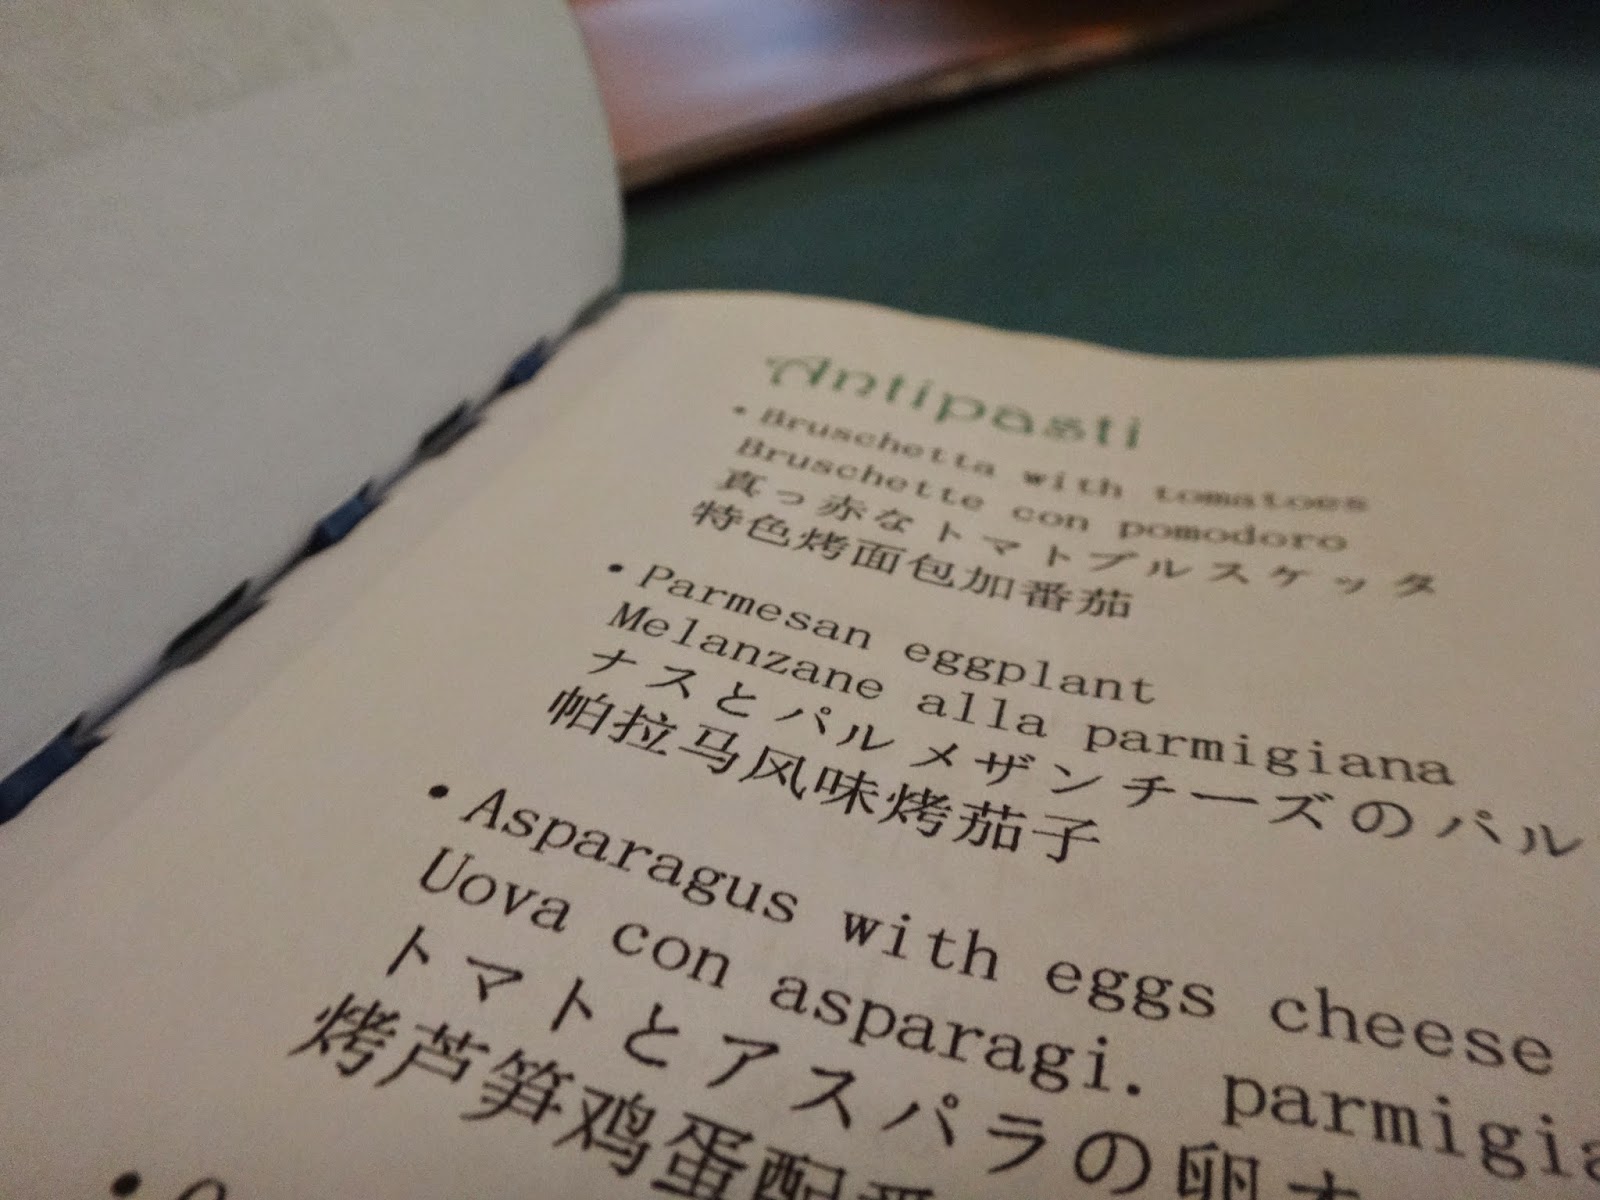 Antipasti
• Bruschetta with tomatoes
Bruschette con pomodoro
真っ赤なトマトブルスケッタ
特色烤面包加番茄
• Parmesan eggplant
Melanzane alla parmigiana
ナスとパルメザンチーズのパル
帕拉马风味烤茄子
• Asparagus with eggs cheese
Uova con asparagi. parmigia
トマトとアスパラの卵
烤芦笋鸡蛋配